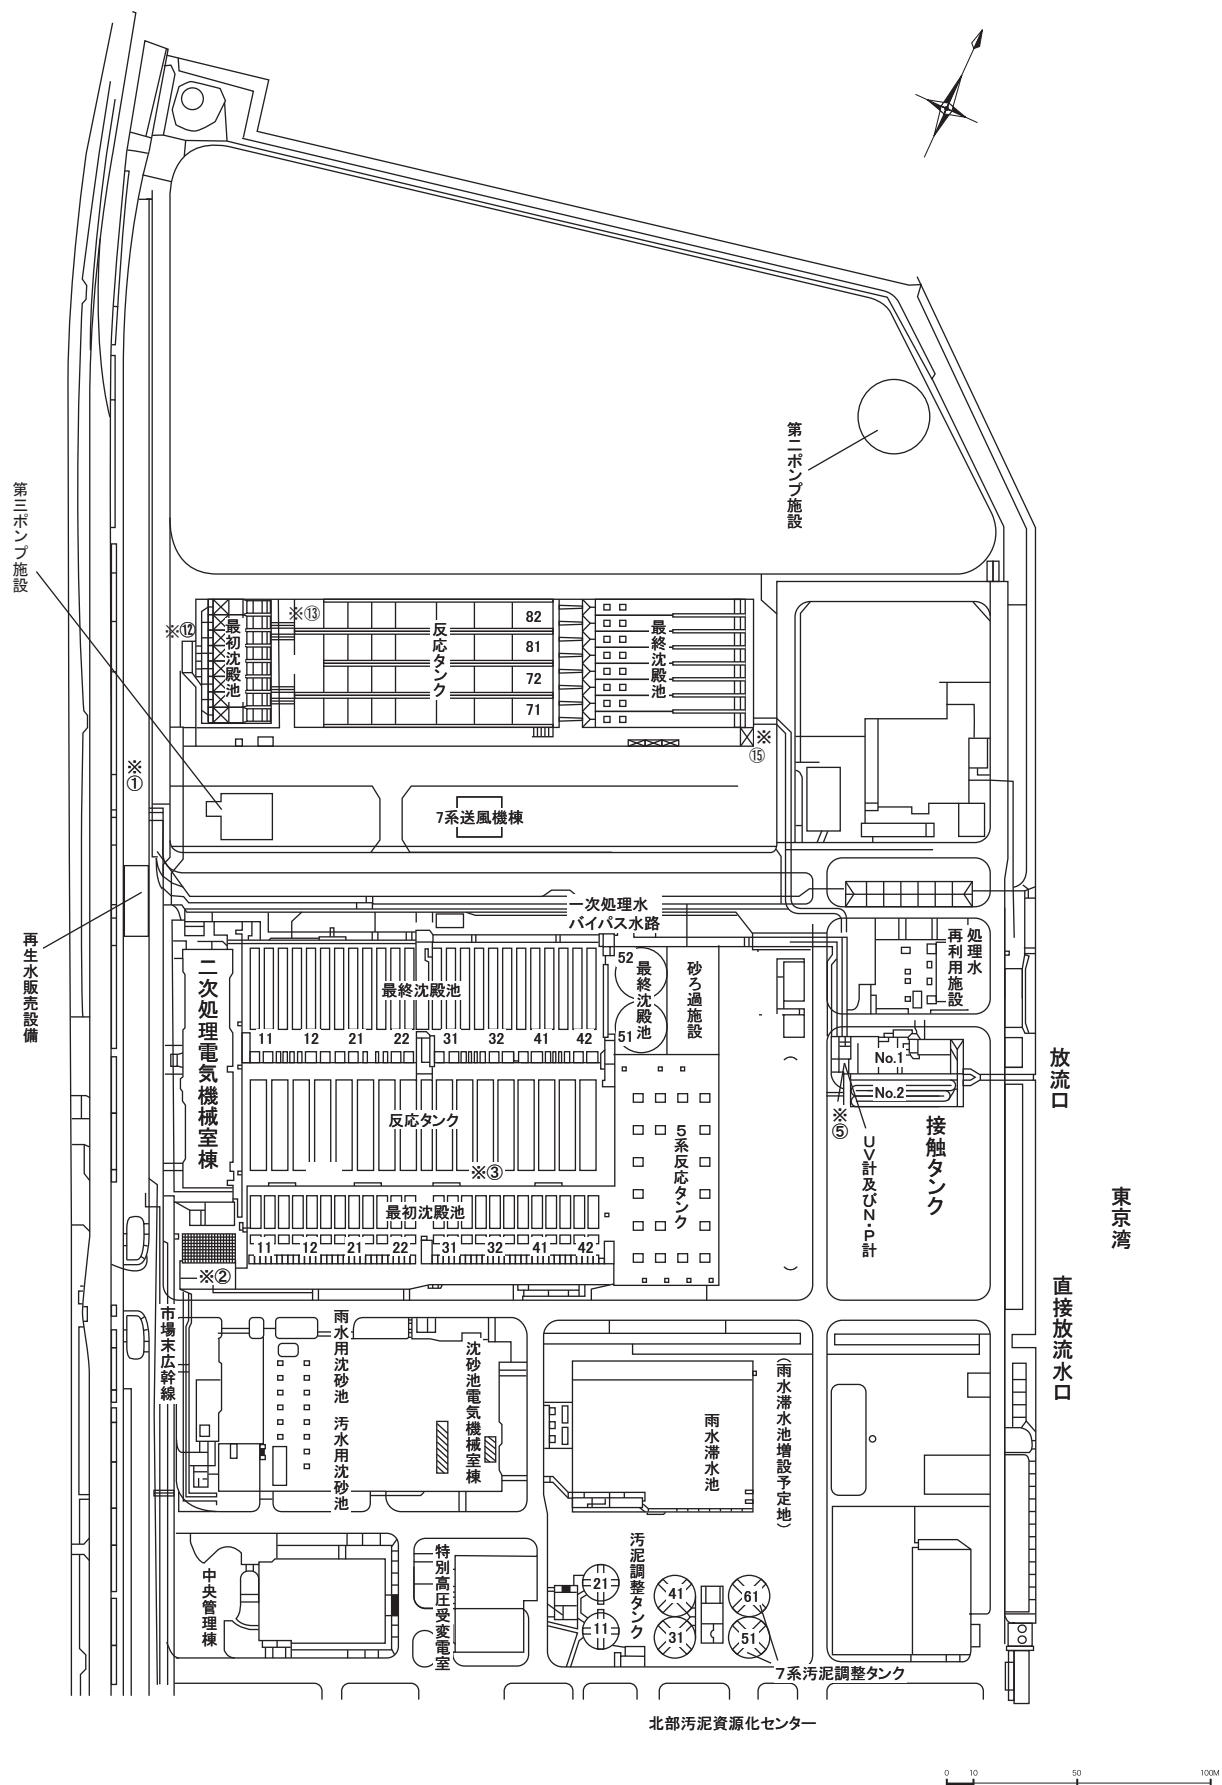 第二ポンプ施設
第三ポンプ施設
※⑫
最初沈殿池
※⑬
反応タンク
82
81
72
71
最終沈殿池
※
⑮
※
①
7系送風機棟
一次処理水
バイパス水路
再生水販売設備
二次処理電気機械室棟
最終沈殿池
11 12 21 22 31 32 41 42
52
51
最終沈殿池
砂ろ過施設
処理水
再利用施設
No.1
No.2
放流口
反応タンク
※③
5系反応タンク
※
⑤
UV計及びN・P計
接触タンク
東京湾
最初沈殿池
11 12 21 22 31 32 41 42
※②
直接放流水口
市場末広幹線
雨水用沈砂池
汚水用沈砂池
沈砂池電気機械室棟
雨水滞水池
(雨水滞水池増設予定地)
中央管理棟
特別高圧受変電室
汚泥調整タンク
21
11
41
31
61
51
7系汚泥調整タンク
北部汚泥資源化センター
0 10 50 100M